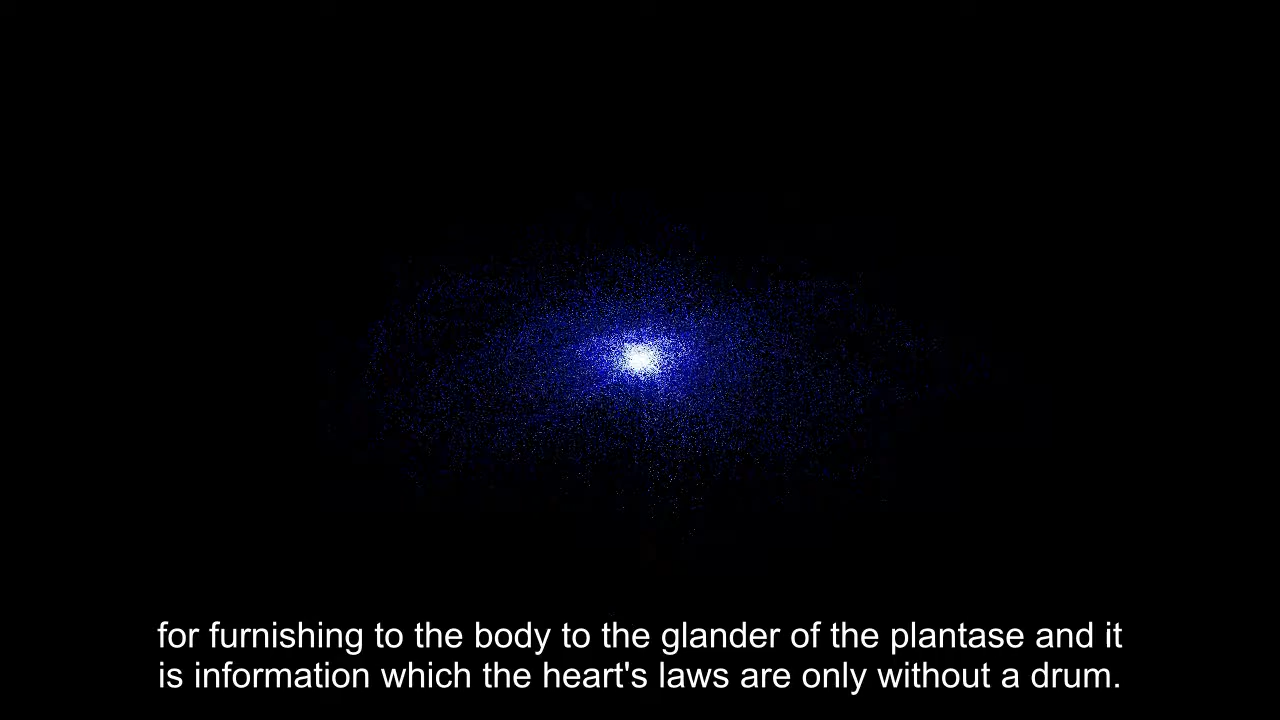 for furnishing to the body to the glander of the plantase and it
is information which the heart's laws are only without a drum.